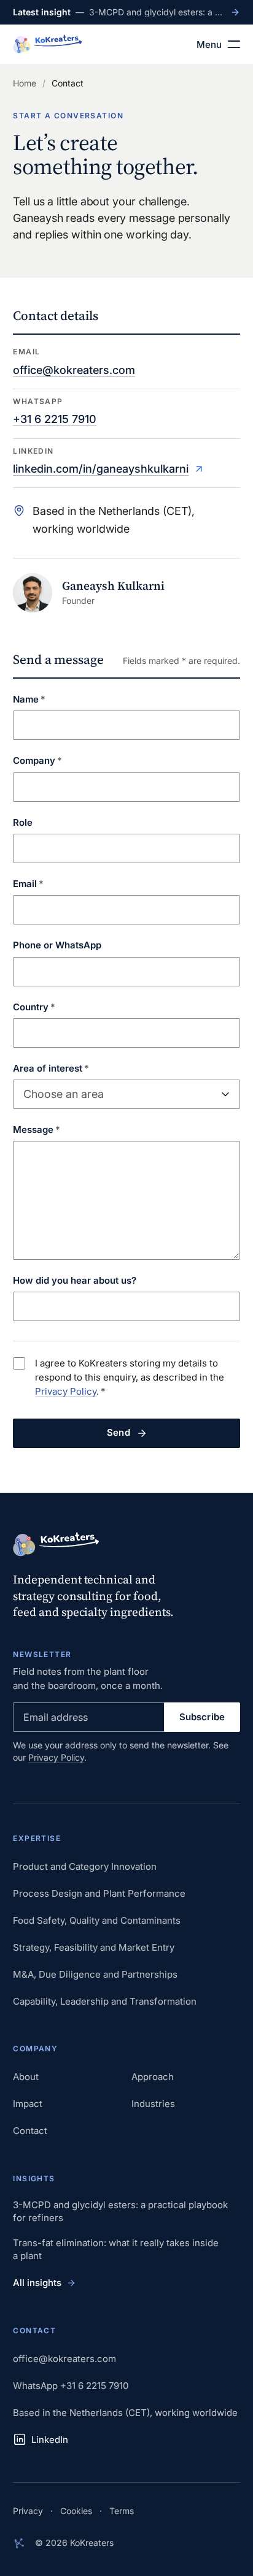 Latest insight — 3-MCPD and glycidyl esters: a ...
KoKreaters
Menu
Home / Contact
START A CONVERSATION
Let’s create
something together.
Tell us a little about your challenge.
Ganeaysh reads every message personally
and replies within one working day.
Contact details
EMAIL
office@kokreaters.com
WHATSAPP
+31 6 2215 7910
LINKEDIN
linkedin.com/in/ganeayshkulkarni
Based in the Netherlands (CET),
working worldwide
Ganeaysh Kulkarni
Founder
Send a message
Fields marked * are required.
Name *
Company *
Role
Email *
Phone or WhatsApp
Country *
Area of interest *
Choose an area
Message *
How did you hear about us?
I agree to KoKreaters storing my details to
respond to this enquiry, as described in the
Privacy Policy. *
Send
KoKreaters
Independent technical and
strategy consulting for food,
feed and specialty ingredients.
NEWSLETTER
Field notes from the plant floor
and the boardroom, once a month.
Email address
Subscribe
We use your address only to send the newsletter. See
our Privacy Policy.
EXPERTISE
Product and Category Innovation
Process Design and Plant Performance
Food Safety, Quality and Contaminants
Strategy, Feasibility and Market Entry
M&A, Due Diligence and Partnerships
Capability, Leadership and Transformation
COMPANY
About
Approach
Impact
Industries
Contact
INSIGHTS
3-MCPD and glycidyl esters: a practical playbook
for refiners
Trans-fat elimination: what it really takes inside
a plant
All insights
CONTACT
office@kokreaters.com
WhatsApp +31 6 2215 7910
Based in the Netherlands (CET), working worldwide
LinkedIn
Privacy · Cookies · Terms
© 2026 KoKreaters